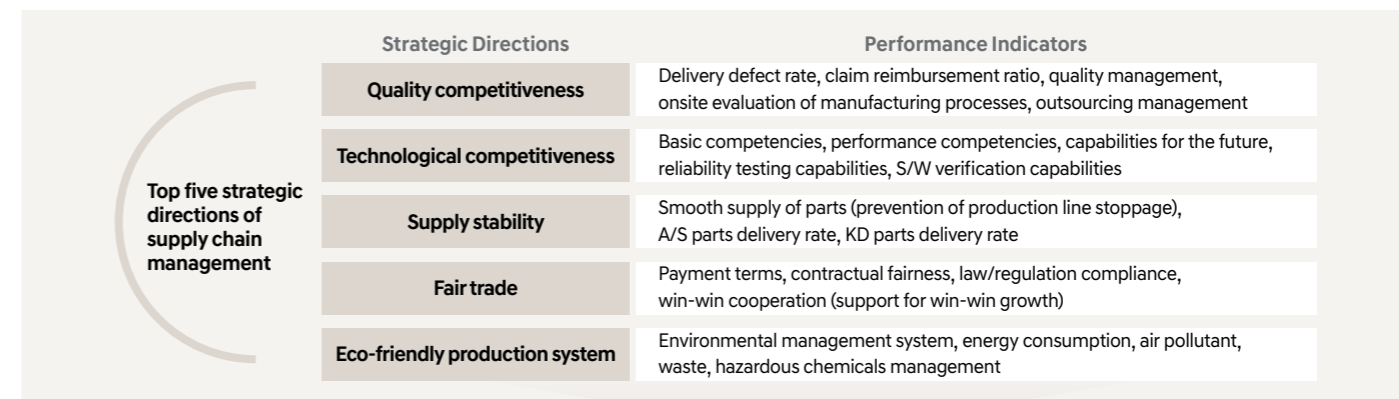 Strategic Directions
Performance Indicators
Top five strategic
directions of
supply chain
management
Quality competitiveness
Delivery defect rate, claim reimbursement ratio, quality management,
onsite evaluation of manufacturing processes, outsourcing management
Technological competitiveness
Basic competencies, performance competencies, capabilities for the future,
reliability testing capabilities, S/W verification capabilities
Supply stability
Smooth supply of parts (prevention of production line stoppage),
A/S parts delivery rate, KD parts delivery rate
Fair trade
Payment terms, contractual fairness, law/regulation compliance,
win-win cooperation (support for win-win growth)
Eco-friendly production system
Environmental management system, energy consumption, air pollutant,
waste, hazardous chemicals management